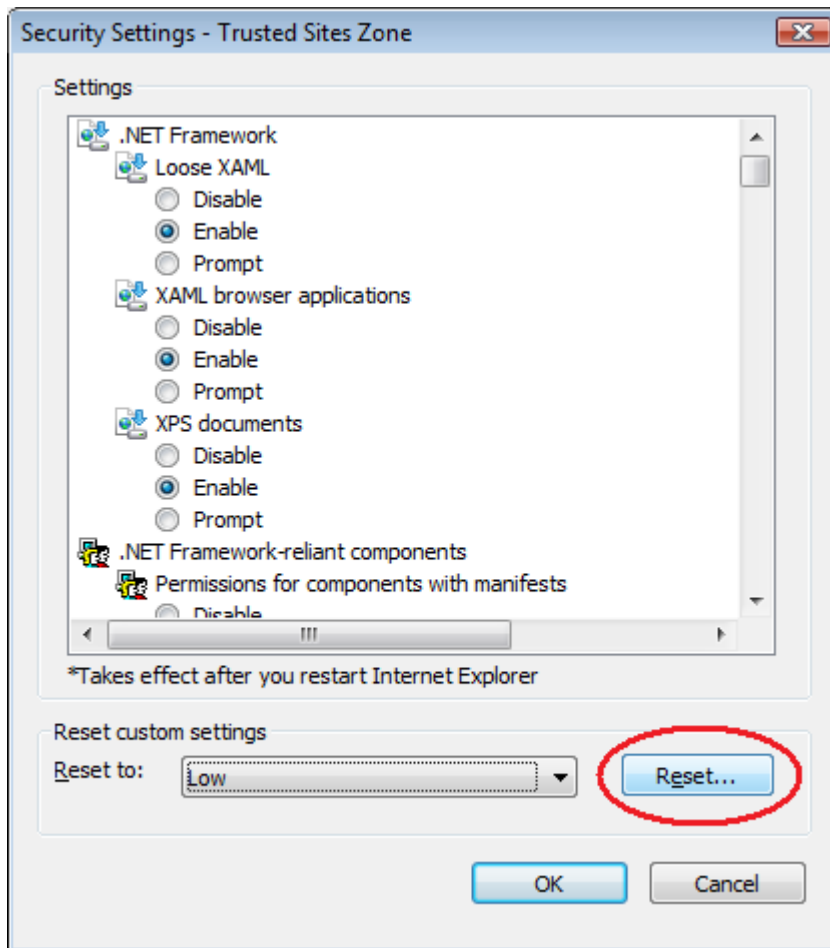 Security Settings - Trusted Sites Zone
Settings
.NET Framework
Loose XAML
Disable
Enable
Prompt
XAML browser applications
Disable
Enable
Prompt
XPS documents
Disable
Enable
Prompt
.NET Framework-reliant components
Permissions for components with manifests
Disable
*Takes effect after you restart Internet Explorer
Reset custom settings
Reset to: Low Reset...
OK Cancel